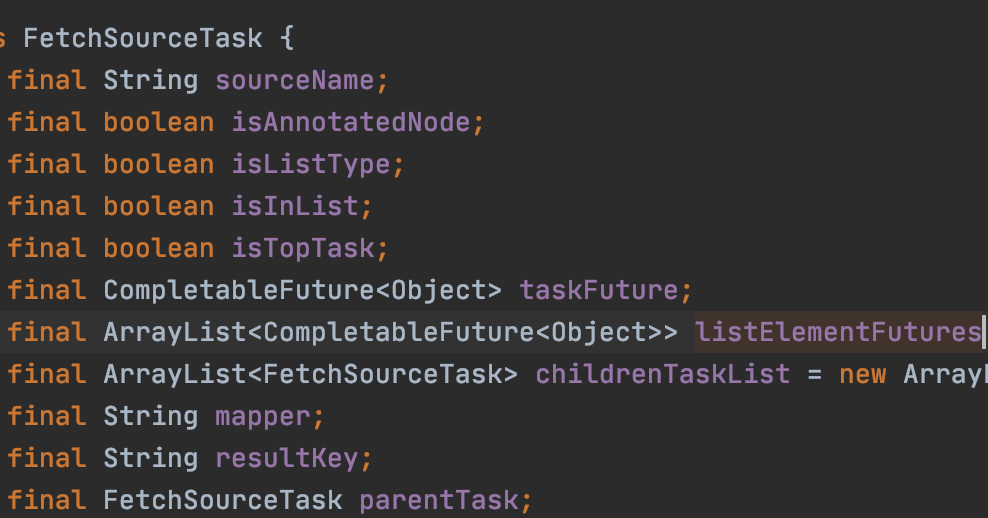 FetchSourceTask {
final String sourceName;
final boolean isAnnotatedNode;
final boolean isListType;
final boolean isInList;
final boolean isTopTask;
final CompletableFuture<Object> taskFuture;
final ArrayList<CompletableFuture<Object>> listElementFutures
final ArrayList<FetchSourceTask> childrenTaskList = new Array
final String mapper;
final String resultKey;
final FetchSourceTask parentTask;